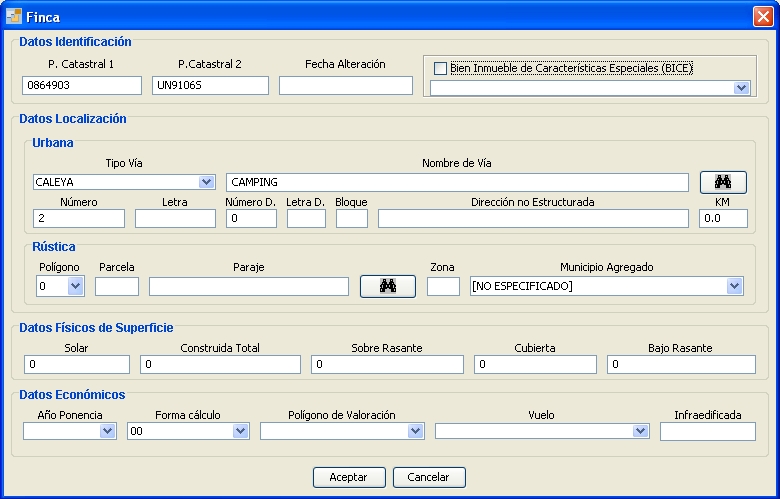 Finca
Datos Identificación
P. Catastral 1 P.Catastral 2 Fecha Alteración
Bien Inmueble de Características Especiales (BICE)
0864903 UN9106S
Datos Localización
Urbana
Tipo Vía Nombre de Vía
CALEYA CAMPING
Número Letra Número D. Letra D. Bloque Dirección no Estructurada KM
2 0 0.0
Rústica
Polígono Parcela Paraje Zona Municipio Agregado
0 [NO ESPECIFICADO]
Datos Físicos de Superficie
Solar Construida Total Sobre Rasante Cubierta Bajo Rasante
0 0 0 0 0
Datos Económicos
Año Ponencia Forma cálculo Polígono de Valoración Vuelo Infraedificada
00
Aceptar Cancelar